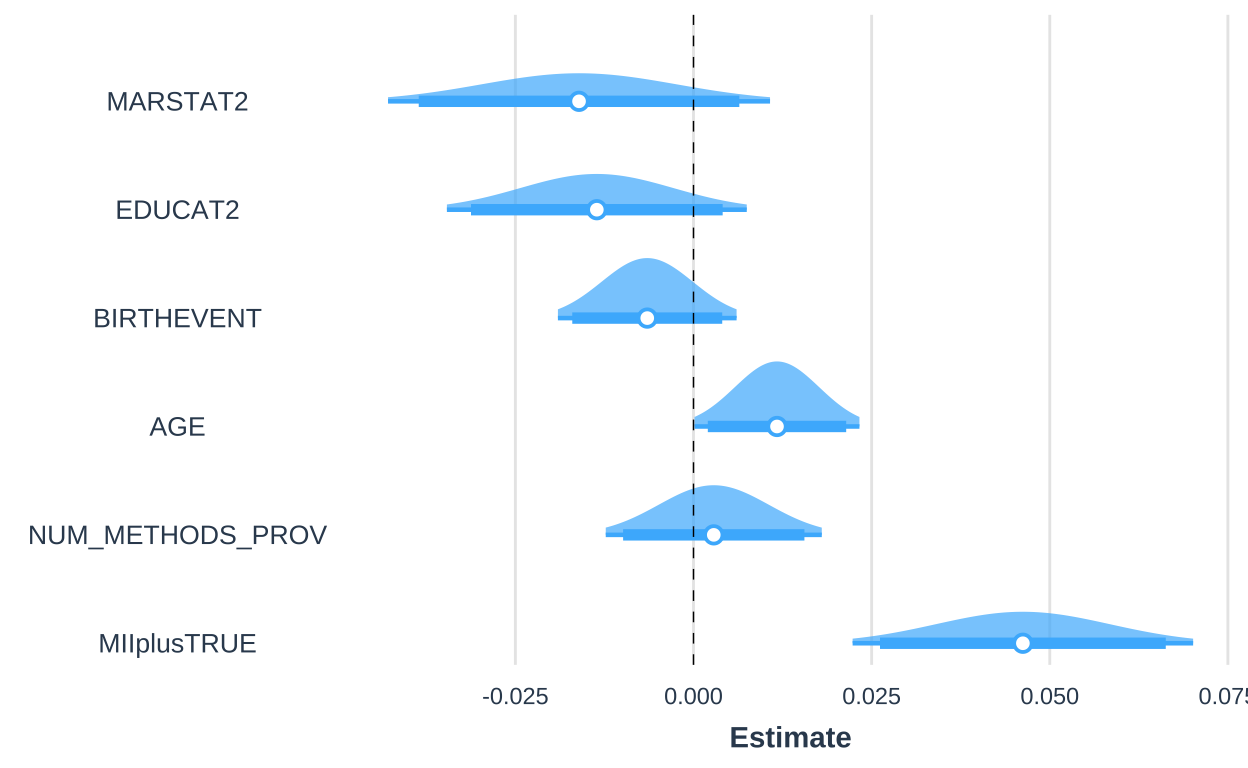 MARSTAT2
EDUCAT2
BIRTHEVENT
AGE
NUM_METHODS_PROV
MIIplusTRUE
-0.025 0.000 0.025 0.050 0.075
Estimate